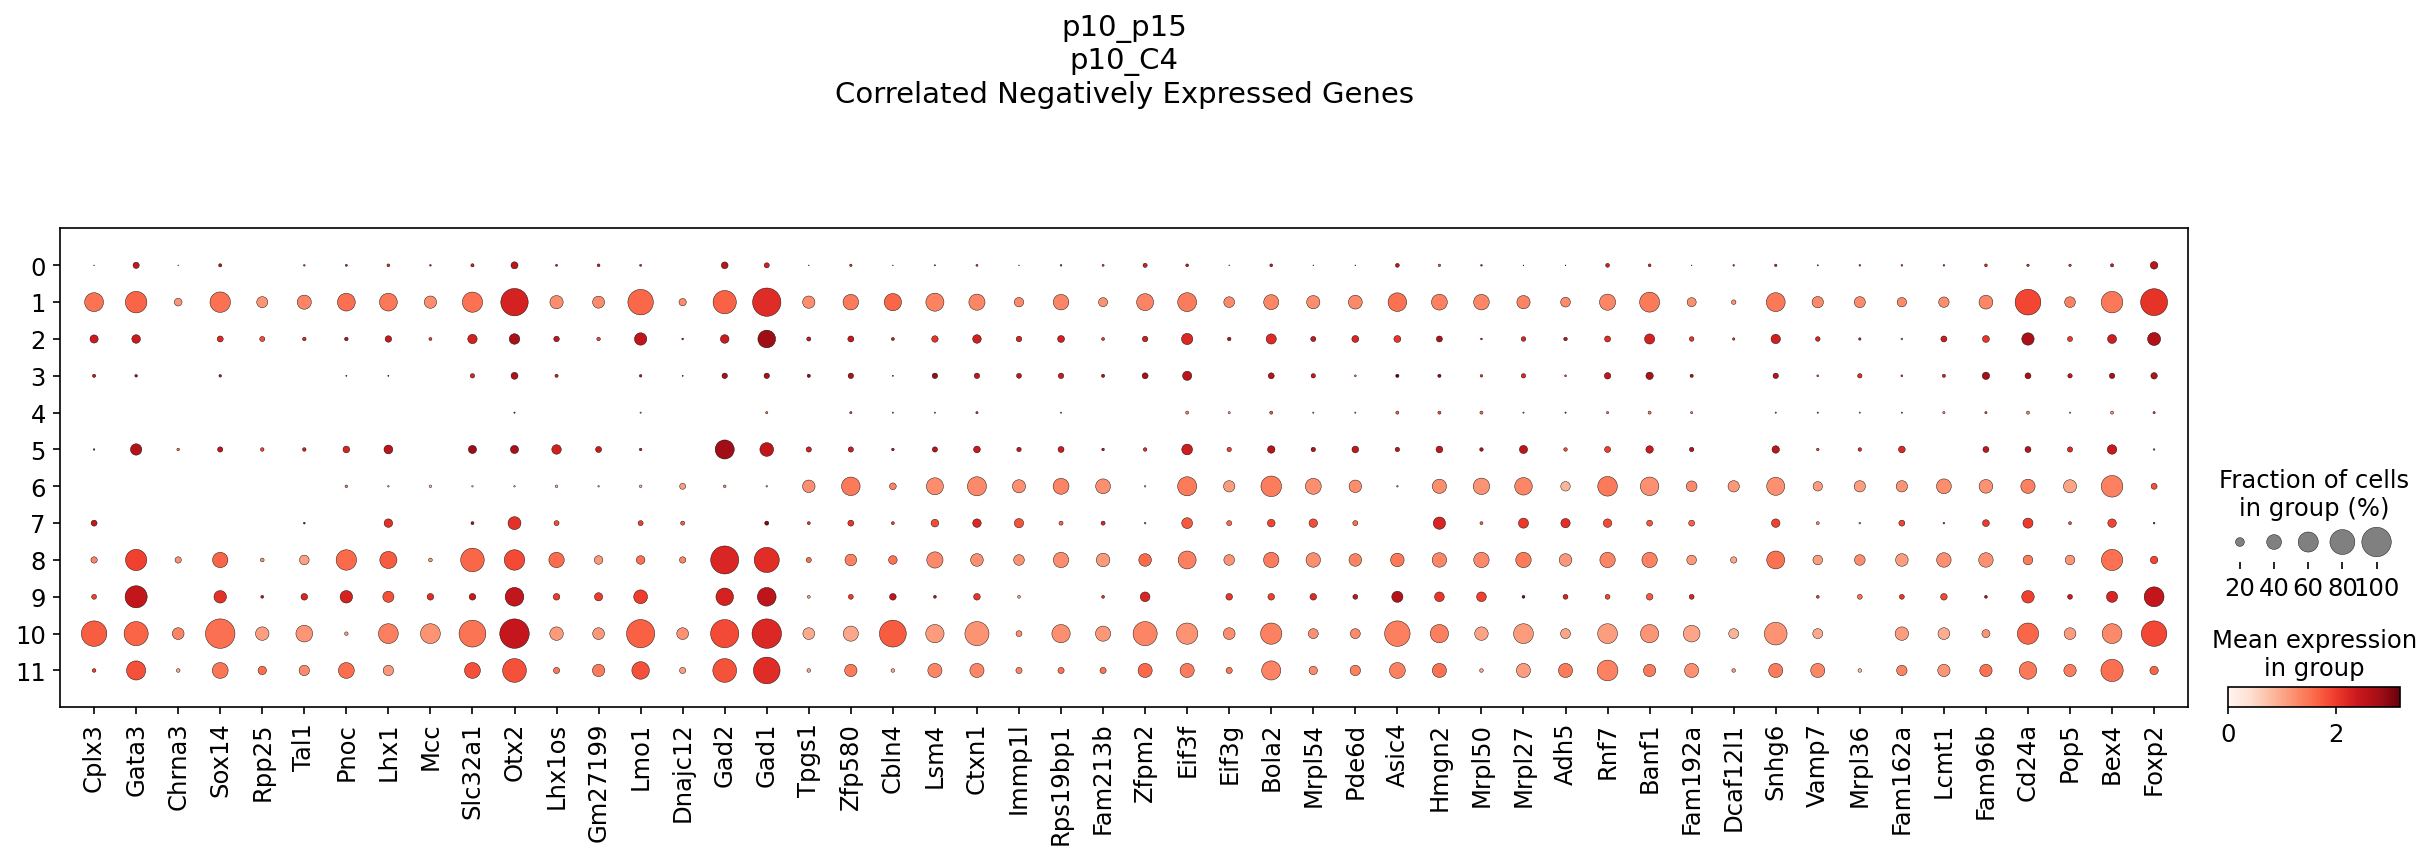 p10_p15
p10_C4
Correlated Negatively Expressed Genes
0
1
2
3
4
5
6
7
8
9
10
11
Cplx3
Gata3
Chrna3
Sox14
Rpp25
Tal1
Pnoc
Lhx1
Mcc
Slc32a1
Otx2
Lhx1os
Gm27199
Lmo1
Dnajc12
Gad2
Gad1
Tpgs1
Zfp580
Cbln4
Lsm4
Ctxn1
Immp1l
Rps19bp1
Fam213b
Zfpm2
Eif3f
Eif3g
Bola2
Mrpl54
Pde6d
Asic4
Hmgn2
Mrpl50
Mrpl27
Adh5
Rnf7
Banf1
Fam192a
Dcaf12l1
Snhg6
Vamp7
Mrpl36
Fam162a
Lcmt1
Fam96b
Cd24a
Pop5
Bex4
Foxp2
Fraction of cells
in group (%)
20 40 60 80 100
Mean expression
in group
0 2